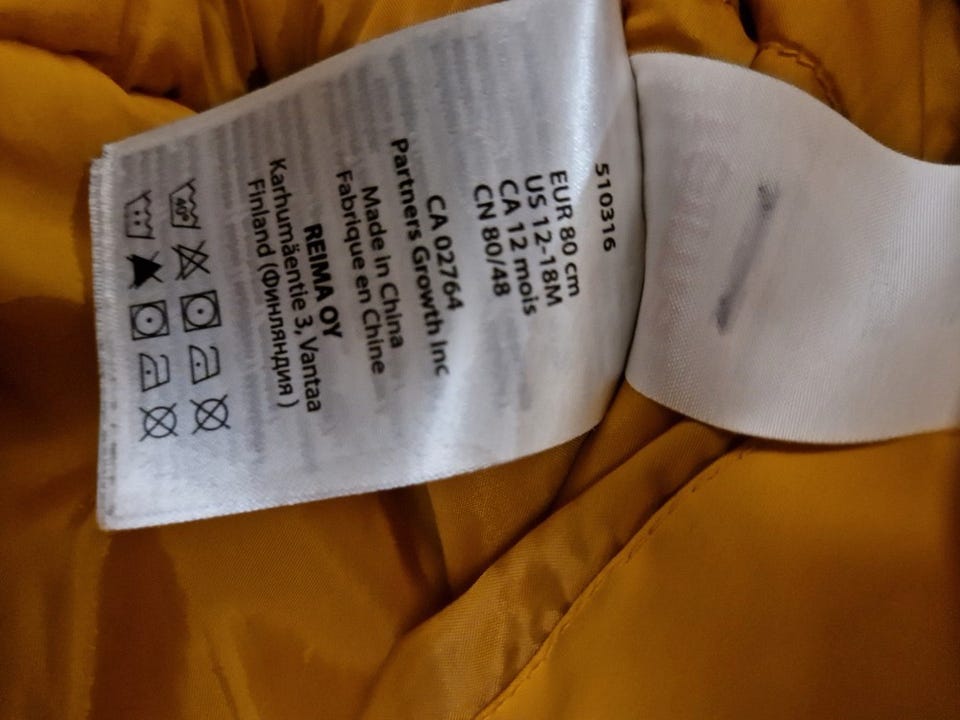 510316
EUR 80 cm
US 12-18M
CA 12 mois
CN 80/48
CA 02764
Partners Growth Inc
Made in China
Fabrique en Chine
REIMA OY
Karhumäentie 3, Vantaa
Finland (Финляндия)
40°